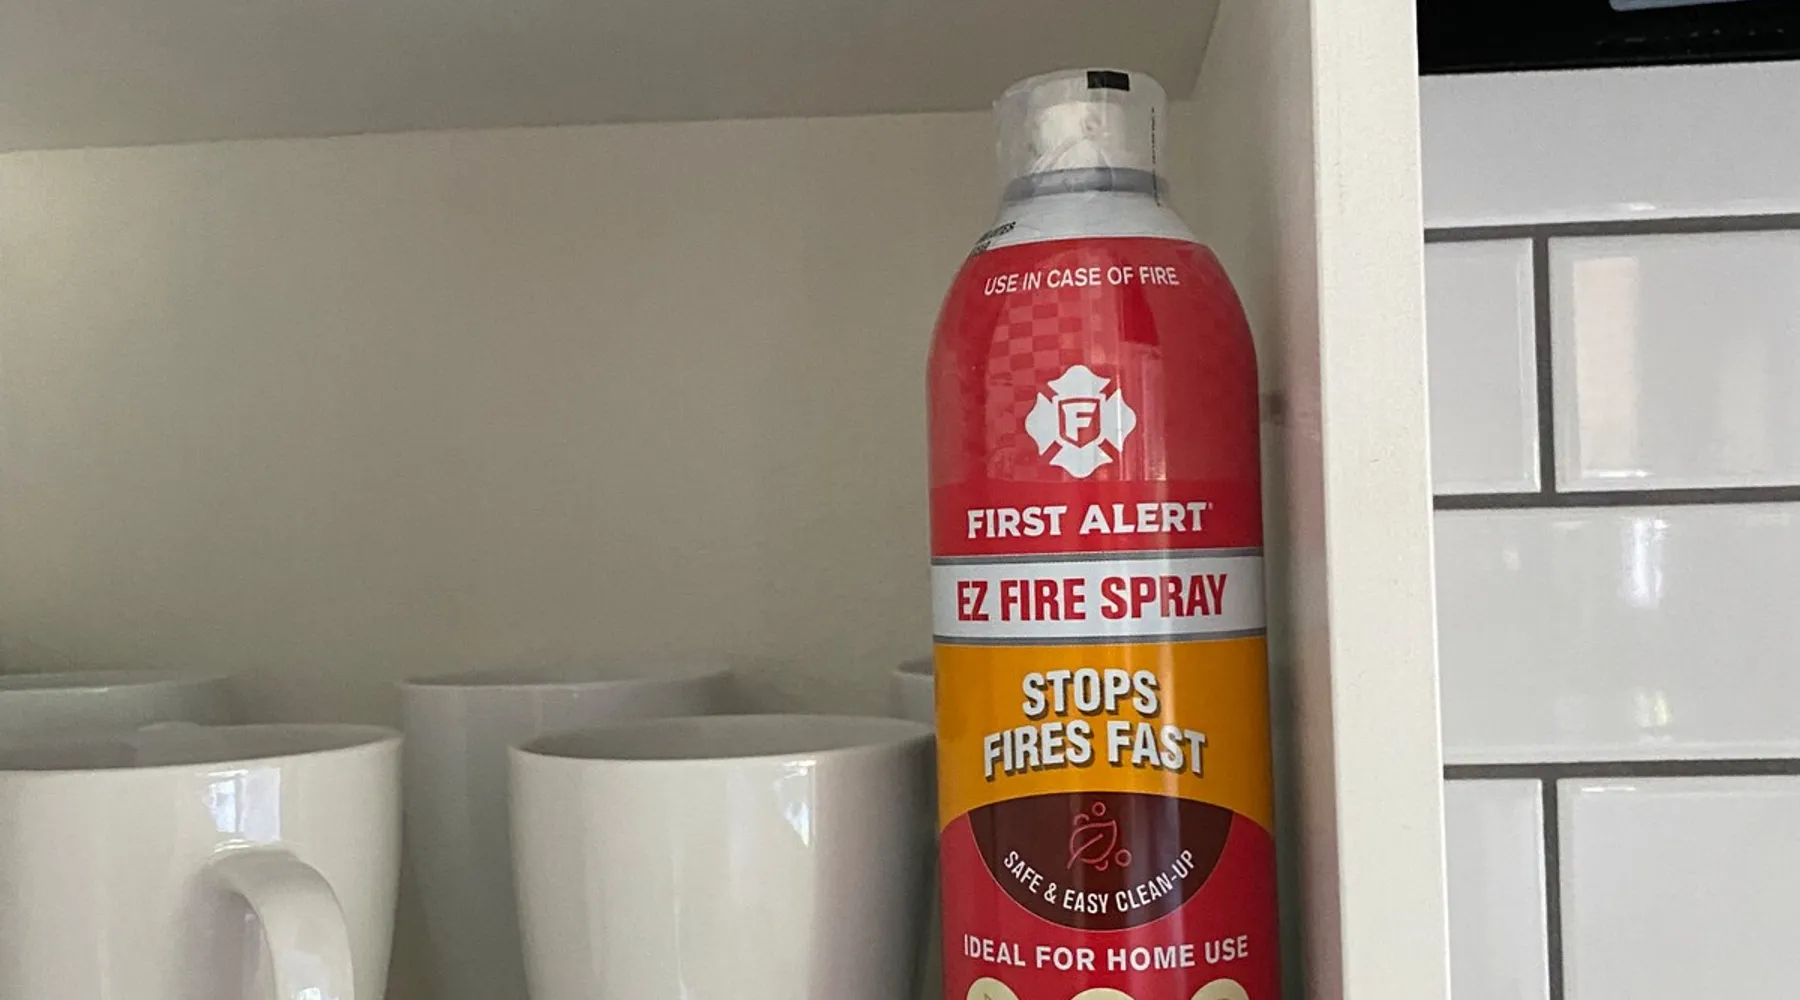 USE IN CASE OF FIRE
F
FIRST ALERT
EZ FIRE SPRAY
STOPS
FIRES FAST
SAFE & EASY CLEAN-UP
IDEAL FOR HOME USE